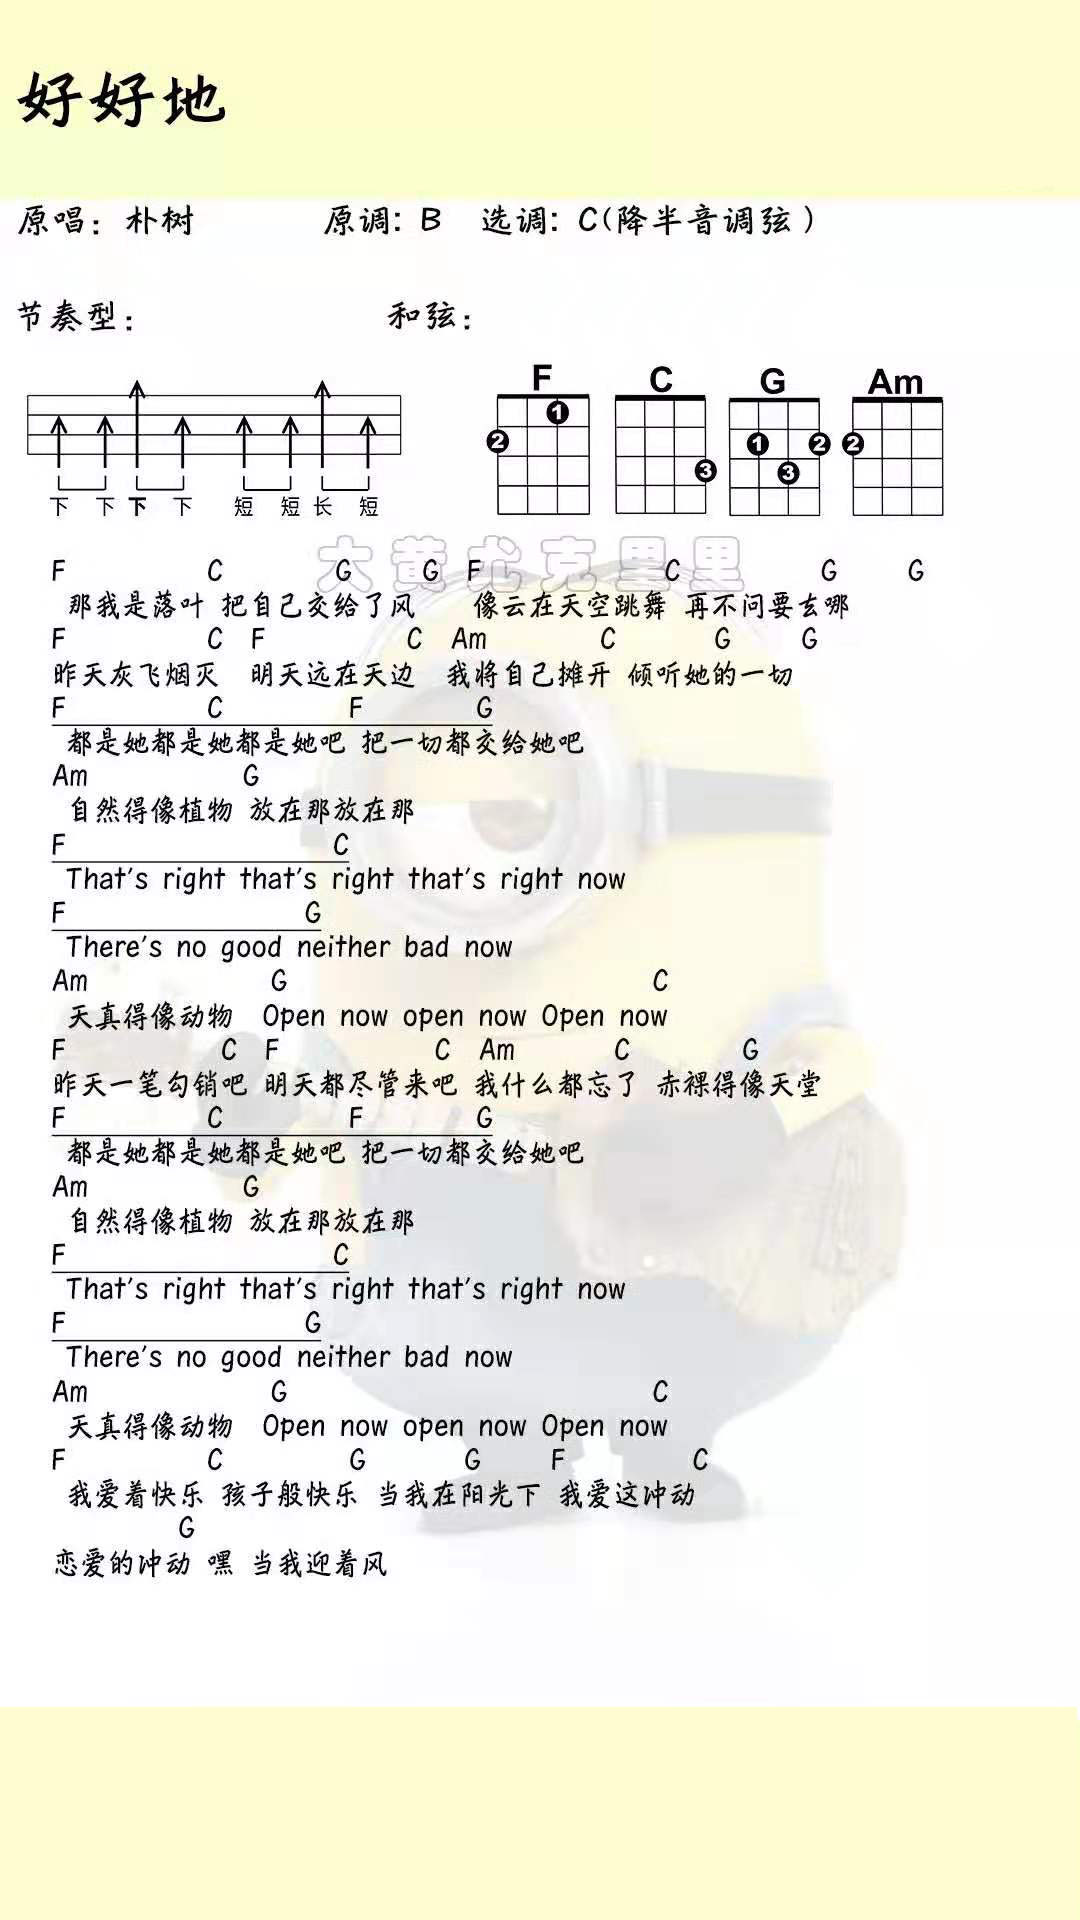 好好地
原唱：朴树 原调: B 选调: C(降半音调弦）
节奏型： 和弦：
F C G Am
1 2 3 1 2 3 2
下 下 下 下 短 短 长 短
大黄尤克里里
F C G G F C G G
那我是落叶 把自己交给了风 像云在天空跳舞 再不问要去哪
F C F C Am C G G
昨天灰飞烟灭 明天远在天边 我将自己摊开 倾听她的一切
F C F G
都是她都是她都是她吧 把一切都交给她吧
Am G
自然得像植物 放在那放在那
F C
That's right that's right that's right now
F G
There's no good neither bad now
Am G C
天真得像动物 Open now open now Open now
F C F C Am C G
昨天一笔勾销吧 明天都尽管来吧 我什么都忘了 赤裸得像天堂
F C F G
都是她都是她都是她吧 把一切都交给她吧
Am G
自然得像植物 放在那放在那
F C
That's right that's right that's right now
F G
There's no good neither bad now
Am G C
天真得像动物 Open now open now Open now
F C G G F C
我爱着快乐 孩子般快乐 当我在阳光下 我爱这冲动
G
恋爱的冲动 嘿 当我迎着风